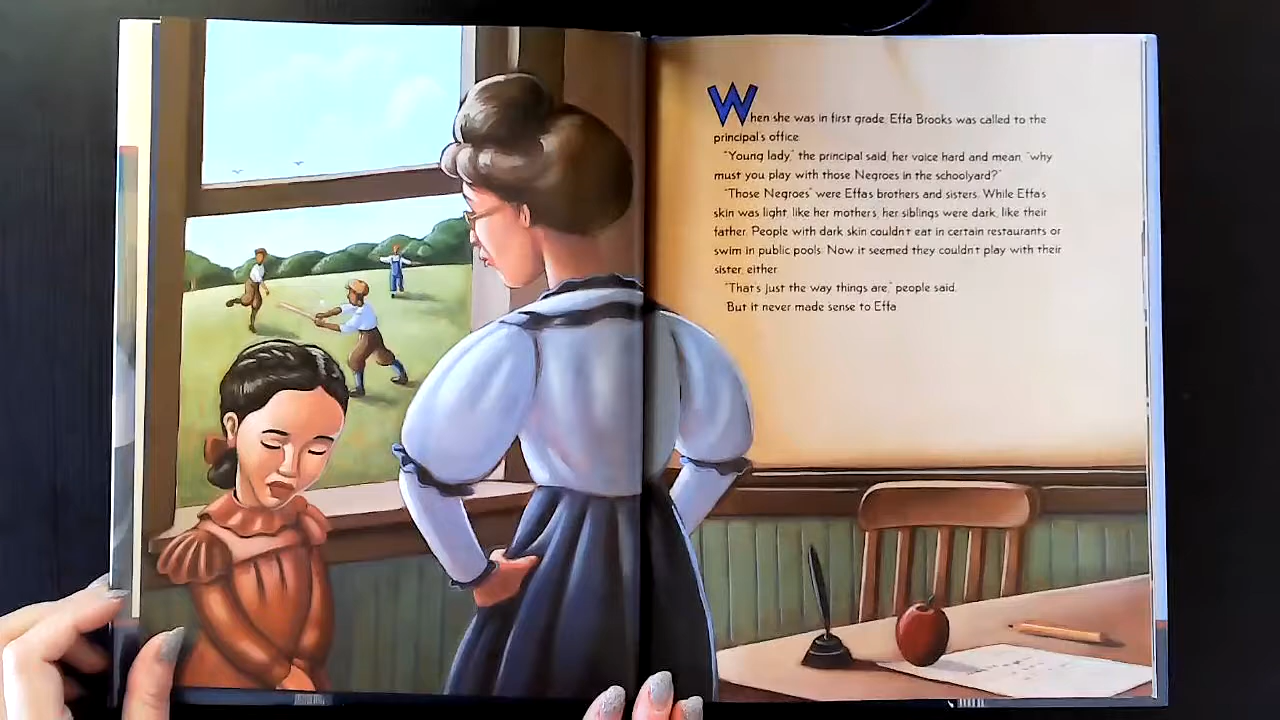 When she was in first grade, Effa Brooks was called to the
principal's office.
"Young lady," the principal said, her voice hard and mean, "why
must you play with those Negroes in the schoolyard?"
"Those Negroes" were Effa's brothers and sisters. While Effa's
skin was light, like her mother's, her siblings were dark, like their
father. People with dark skin couldn't eat in certain restaurants or
swim in public pools. Now it seemed they couldn't play with their
sister, either.
"That's just the way things are," people said.
But it never made sense to Effa.